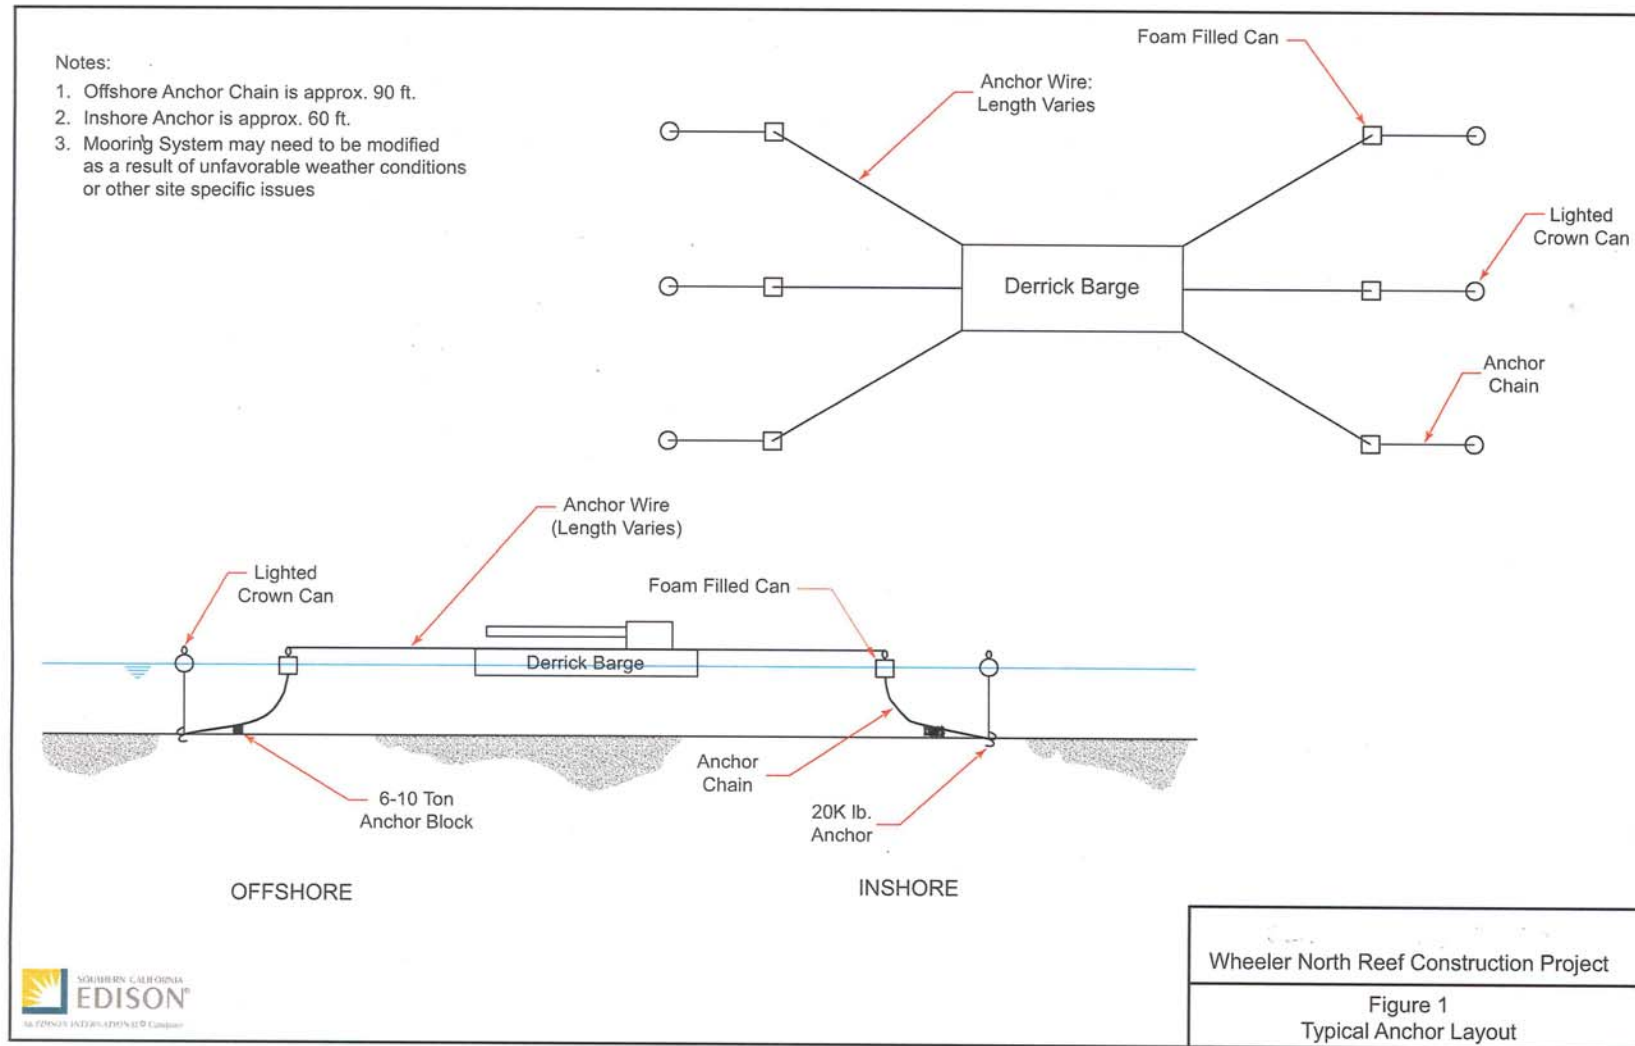 Notes:
1. Offshore Anchor Chain is approx. 90 ft.
2. Inshore Anchor is approx. 60 ft.
3. Mooring System may need to be modified
as a result of unfavorable weather conditions
or other site specific issues
Foam Filled Can
Anchor Wire:
Length Varies
Lighted
Crown Can
Derrick Barge
Anchor
Chain
Anchor Wire
(Length Varies)
Lighted
Crown Can
Foam Filled Can
Derrick Barge
Anchor
Chain
6-10 Ton
Anchor Block
20K lb.
Anchor
OFFSHORE
INSHORE
SOUTHERN CALIFORNIA
EDISON®
An EDISON INTERNATIONAL® Company
Wheeler North Reef Construction Project
Figure 1
Typical Anchor Layout